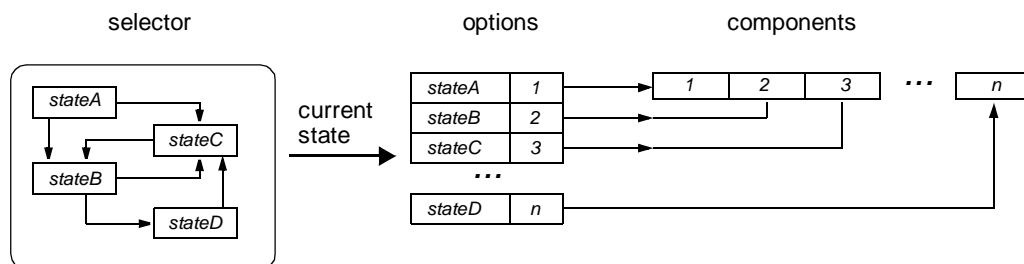 selector
options
components
stateA
stateC
stateB
stateD
current
state
stateA 1
stateB 2
stateC 3
...
stateD n
1 2 3 ... n